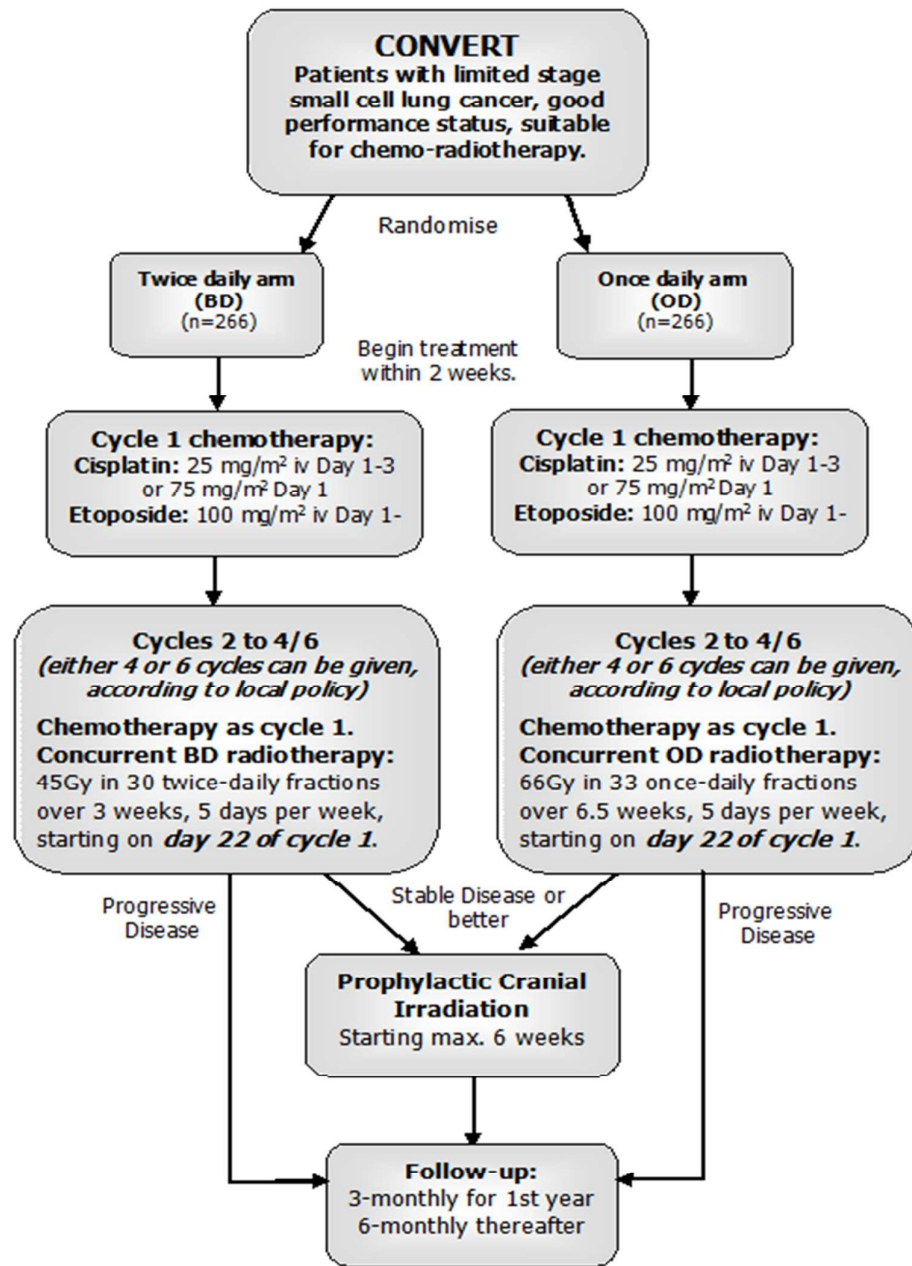 CONVERT
Patients with limited stage
small cell lung cancer, good
performance status, suitable
for chemo-radiotherapy.
Randomise
Twice daily arm
(BD)
(n=266)
Once daily arm
(OD)
(n=266)
Begin treatment
within 2 weeks.
Cycle 1 chemotherapy:
Cisplatin: 25 mg/m² iv Day 1-3
or 75 mg/m² Day 1
Etoposide: 100 mg/m² iv Day 1-
Cycle 1 chemotherapy:
Cisplatin: 25 mg/m² iv Day 1-3
or 75 mg/m² Day 1
Etoposide: 100 mg/m² iv Day 1-
Cycles 2 to 4/6
(either 4 or 6 cycles can be given,
according to local policy)
Chemotherapy as cycle 1.
Concurrent BD radiotherapy:
45Gy in 30 twice-daily fractions
over 3 weeks, 5 days per week,
starting on day 22 of cycle 1.
Cycles 2 to 4/6
(either 4 or 6 cycles can be given,
according to local policy)
Chemotherapy as cycle 1.
Concurrent OD radiotherapy:
66Gy in 33 once-daily fractions
over 6.5 weeks, 5 days per week,
starting on day 22 of cycle 1.
Progressive
Disease
Stable Disease or
better
Progressive
Disease
Prophylactic Cranial
Irradiation
Starting max. 6 weeks
Follow-up:
3-monthly for 1st year
6-monthly thereafter